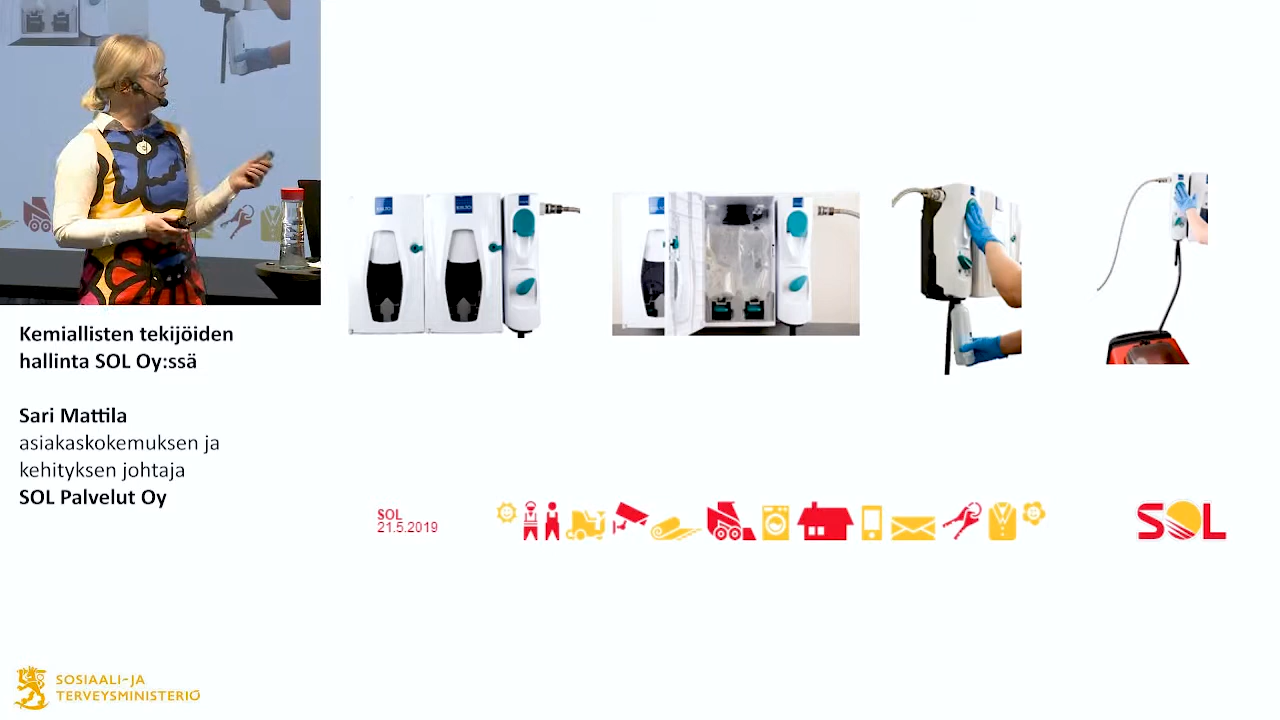 Kemiallisten tekijöiden
hallinta SOL Oy:ssä
Sari Mattila
asiakaskokemuksen ja
kehityksen johtaja
SOL Palvelut Oy
SOL
21.5.2019
SOL
SOSIAALI-JA
TERVEYSMINISTERIÖ